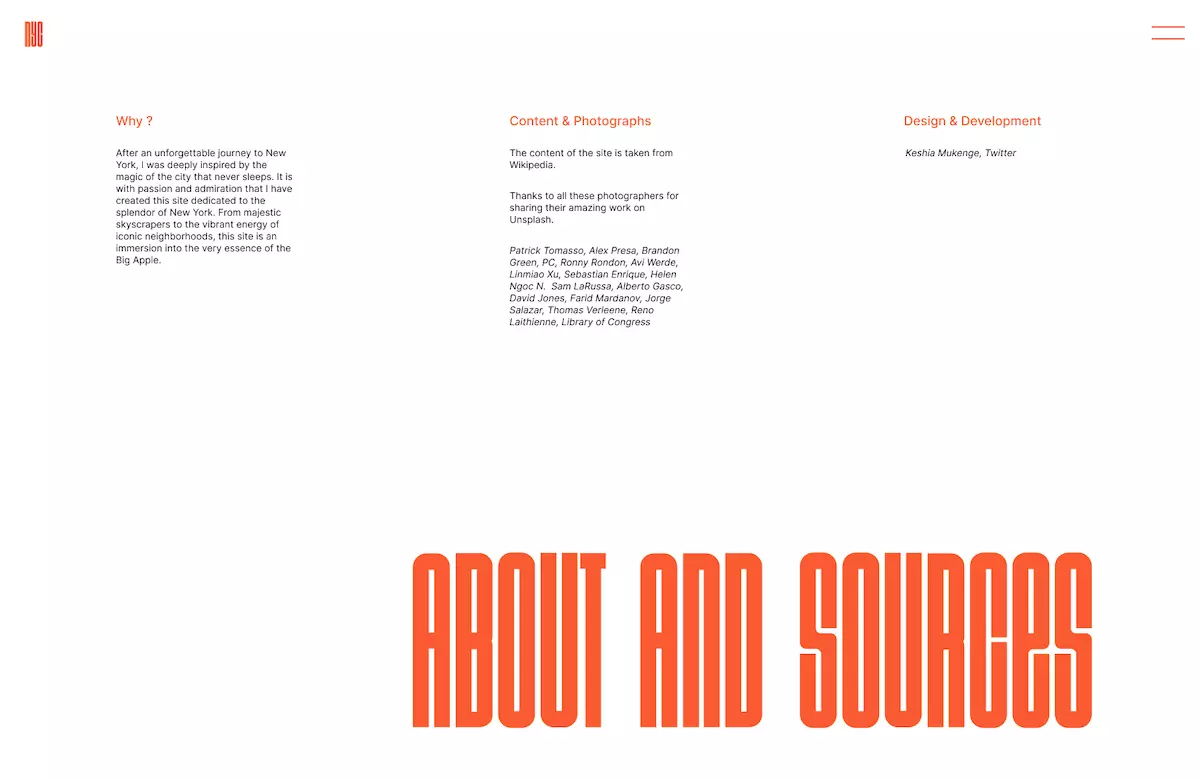 NYC
Why ?
After an unforgettable journey to New
York, I was deeply inspired by the
magic of the city that never sleeps. It is
with passion and admiration that I have
created this site dedicated to the
splendor of New York. From majestic
skyscrapers to the vibrant energy of
iconic neighborhoods, this site is an
immersion into the very essence of the
Big Apple.
Content & Photographs
The content of the site is taken from
Wikipedia.
Thanks to all these photographers for
sharing their amazing work on
Unsplash.
Patrick Tomasso, Alex Presa, Brandon
Green, PC, Ronny Rondon, Avi Werde,
Linmiao Xu, Sebastian Enrique, Helen
Ngoc N. Sam LaRussa, Alberto Gasco,
David Jones, Farid Mardanov, Jorge
Salazar, Thomas Verleene, Reno
Laithienne, Library of Congress
Design & Development
Keshia Mukenge, Twitter
ABOUT AND SOURCES